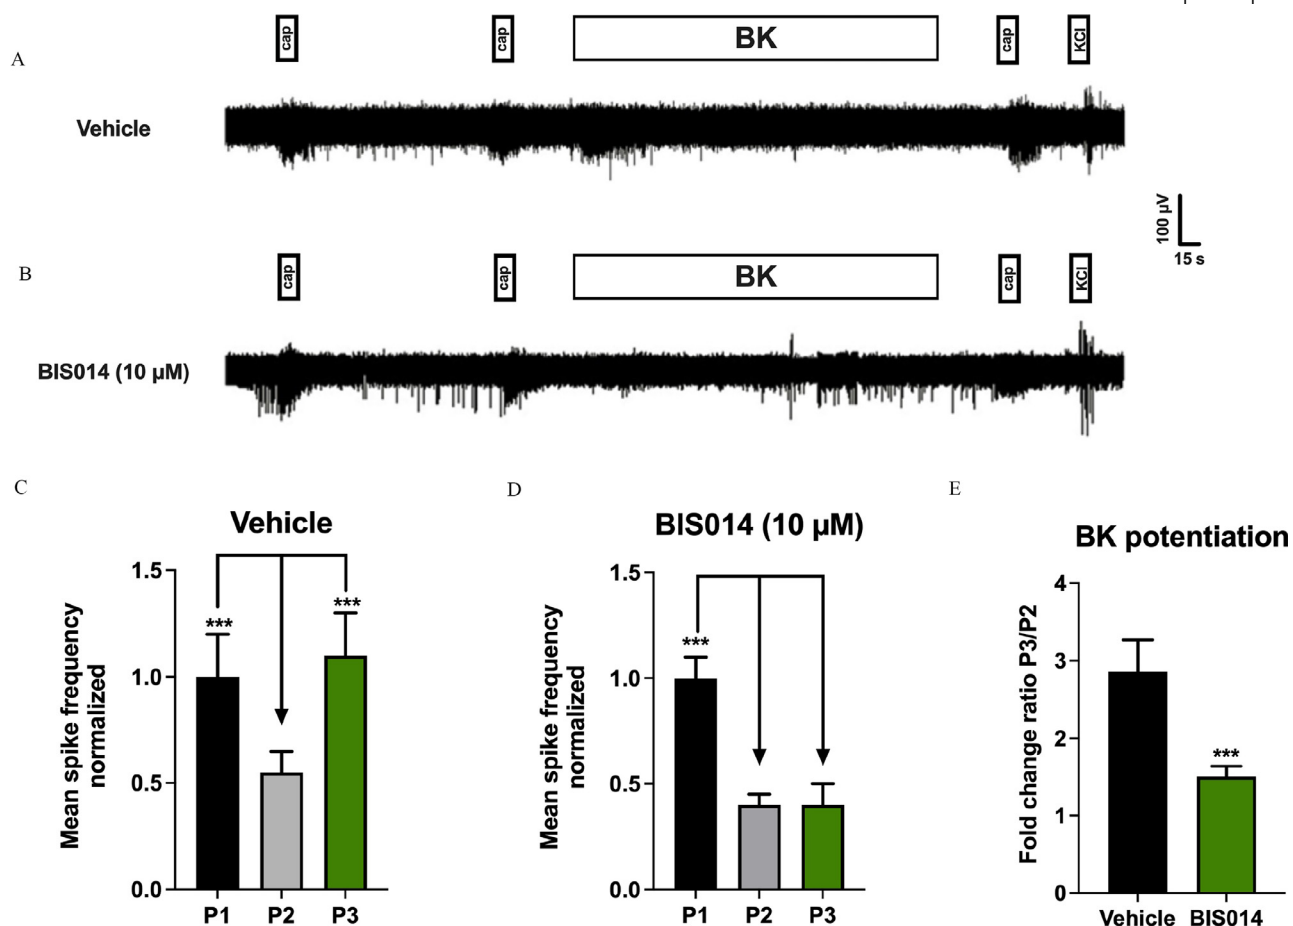 cap cap BK cap KCl
A
Vehicle
100 µV
15 s
cap cap BK cap KCl
B
BIS014 (10 µM)
C D E
Vehicle
BIS014 (10 µM)
BK potentiation
Mean spike frequency
normalized
1.5
1.0
0.5
0.0
***
***
P1 P2 P3
Mean spike frequency
normalized
1.5
1.0
0.5
0.0
***
P1 P2 P3
Fold change ratio P3/P2
4
3
2
1
0
***
Vehicle BIS014